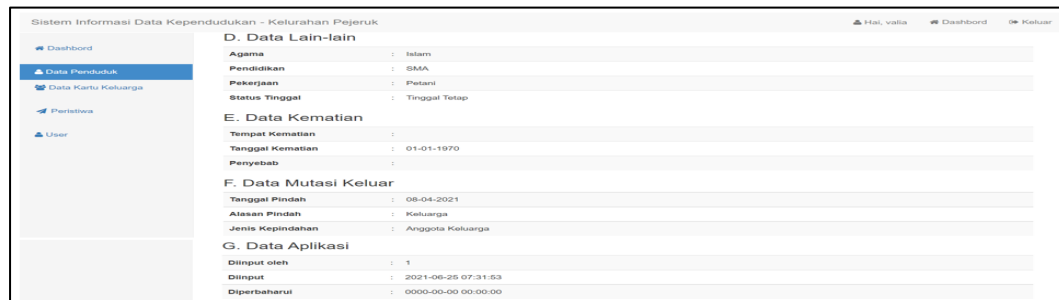 Sistem Informasi Data Kependudukan - Kelurahan Pejeruk
Hai, valia Dashbord Keluar
Dashbord
Data Penduduk
Data Kartu Keluarga
Peristiwa
User
D. Data Lain-lain
Agama : Islam
Pendidikan : SMA
Pekerjaan : Petani
Status Tinggal : Tinggal Tetap
E. Data Kematian
Tempat Kematian :
Tanggal Kematian : 01-01-1970
Penyebab :
F. Data Mutasi Keluar
Tanggal Pindah : 08-04-2021
Alasan Pindah : Keluarga
Jenis Kepindahan : Anggota Keluarga
G. Data Aplikasi
Diinput oleh : 1
Diinput : 2021-06-25 07:31:53
Diperbaharui : 0000-00-00 00:00:00